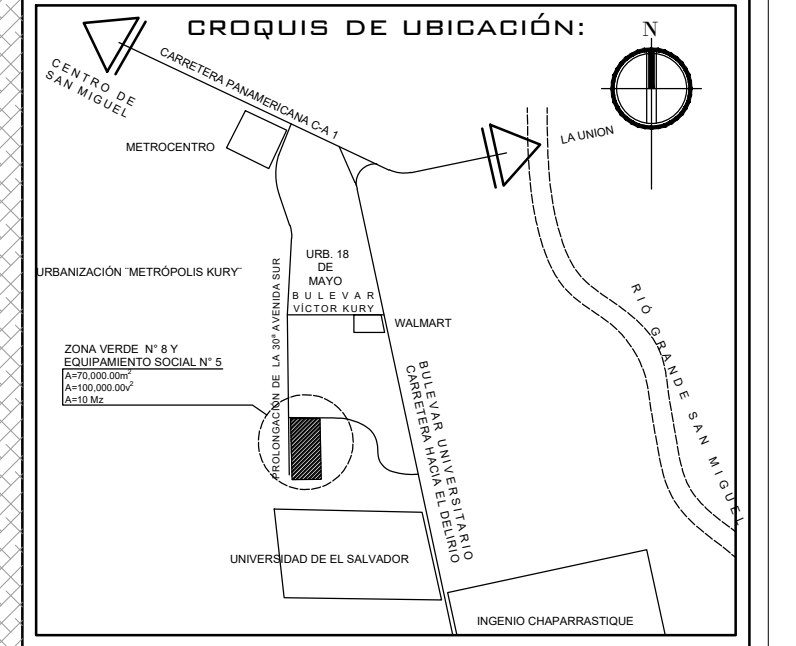 CROQUIS DE UBICACIÓN:
N
CENTRO DE
SAN MIGUEL
CARRETERA PANAMERICANA C-A 1
METROCENTRO
LA UNION
URBANIZACIÓN ¨METRÓPOLIS KURY¨
URB. 18
DE
MAYO
BULEVAR
VÍCTOR KURY
WALMART
PROLONGACIÓN DE LA 30ª AVENIDA SUR
RIÓ GRANDE SAN MIGUEL
ZONA VERDE N° 8 Y
EQUIPAMIENTO SOCIAL N° 5
A=70,000.00m²
A=100,000.00v²
A=10 Mz
BULEVAR UNIVERSITARIO
CARRETERA HACIA EL DELIRIO
UNIVERSIDAD DE EL SALVADOR
INGENIO CHAPARRASTIQUE